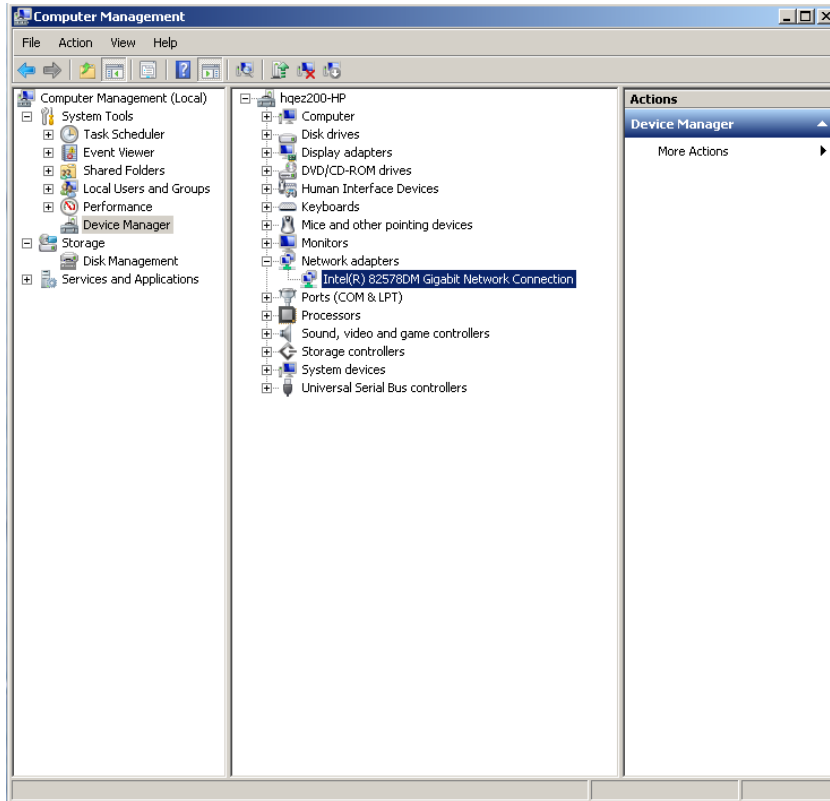 Computer Management
File Action View Help
Computer Management (Local)
System Tools
Task Scheduler
Event Viewer
Shared Folders
Local Users and Groups
Performance
Device Manager
Storage
Disk Management
Services and Applications
hqez200-HP
Computer
Disk drives
Display adapters
DVD/CD-ROM drives
Human Interface Devices
Keyboards
Mice and other pointing devices
Monitors
Network adapters
Intel(R) 82578DM Gigabit Network Connection
Ports (COM & LPT)
Processors
Sound, video and game controllers
Storage controllers
System devices
Universal Serial Bus controllers
Actions
Device Manager
More Actions